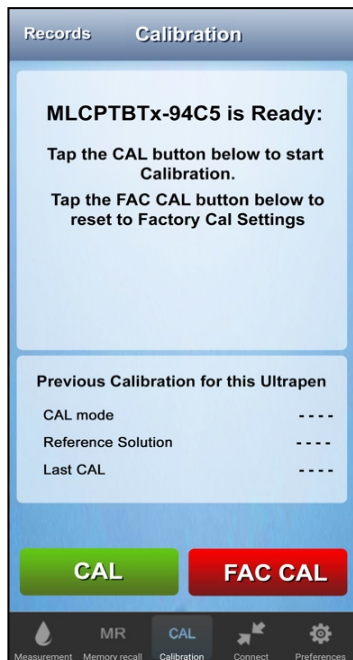 Records Calibration
MLCPTBTx-94C5 is Ready:
Tap the CAL button below to start
Calibration.
Tap the FAC CAL button below to
reset to Factory Cal Settings
Previous Calibration for this Ultrapen
CAL mode ----
Reference Solution ----
Last CAL ----
CAL FAC CAL
MR CAL
Measurement Memory recall Calibration Connect Preferences